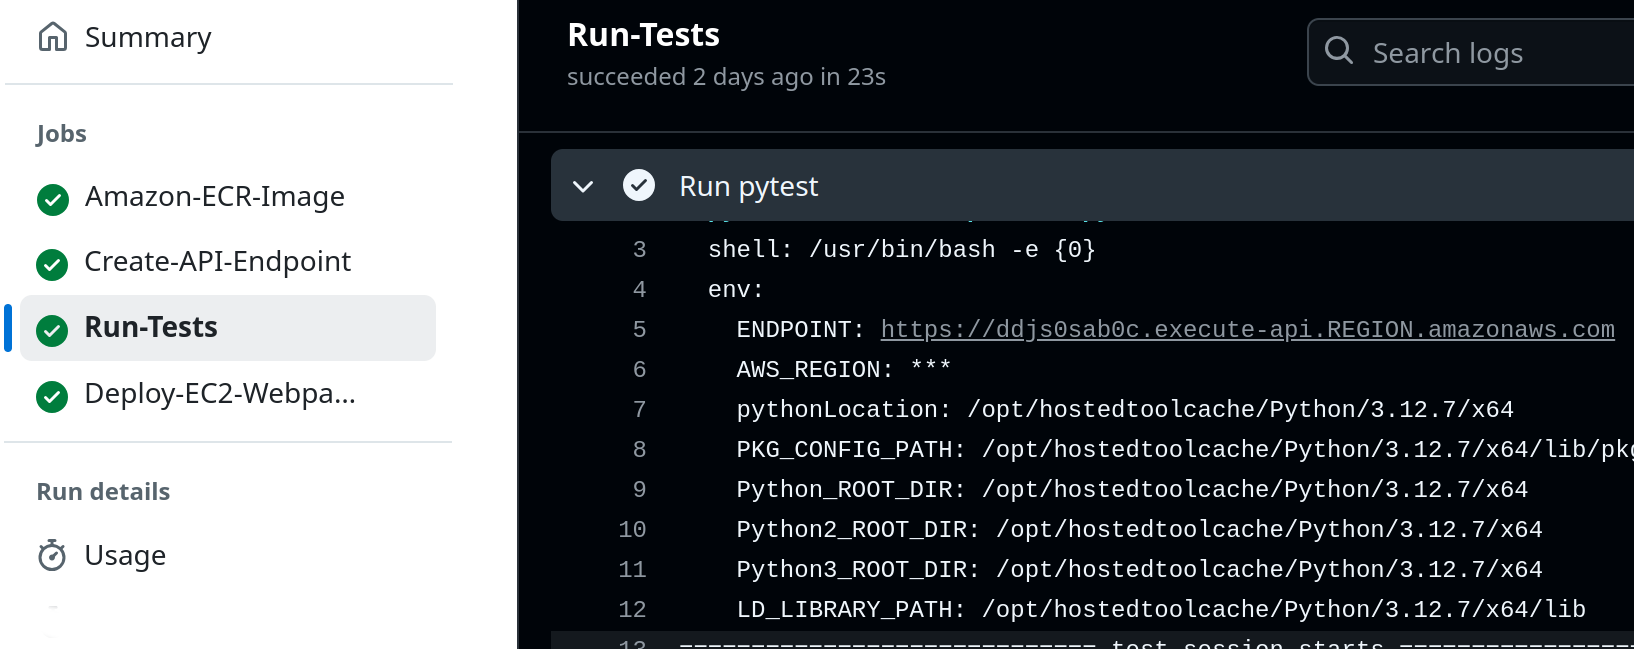 Summary
Jobs
Amazon-ECR-Image
Create-API-Endpoint
Run-Tests
Deploy-EC2-Webpa...
Run details
Usage
Run-Tests
succeeded 2 days ago in 23s
Search logs
Run pytest
3 shell: /usr/bin/bash -e {0}
4 env:
5 ENDPOINT: https://ddjs0sab0c.execute-api.REGION.amazonaws.com
6 AWS_REGION: ***
7 pythonLocation: /opt/hostedtoolcache/Python/3.12.7/x64
8 PKG_CONFIG_PATH: /opt/hostedtoolcache/Python/3.12.7/x64/lib/pkg
9 Python_ROOT_DIR: /opt/hostedtoolcache/Python/3.12.7/x64
10 Python2_ROOT_DIR: /opt/hostedtoolcache/Python/3.12.7/x64
11 Python3_ROOT_DIR: /opt/hostedtoolcache/Python/3.12.7/x64
12 LD_LIBRARY_PATH: /opt/hostedtoolcache/Python/3.12.7/x64/lib
13 ============================= test session starts =================